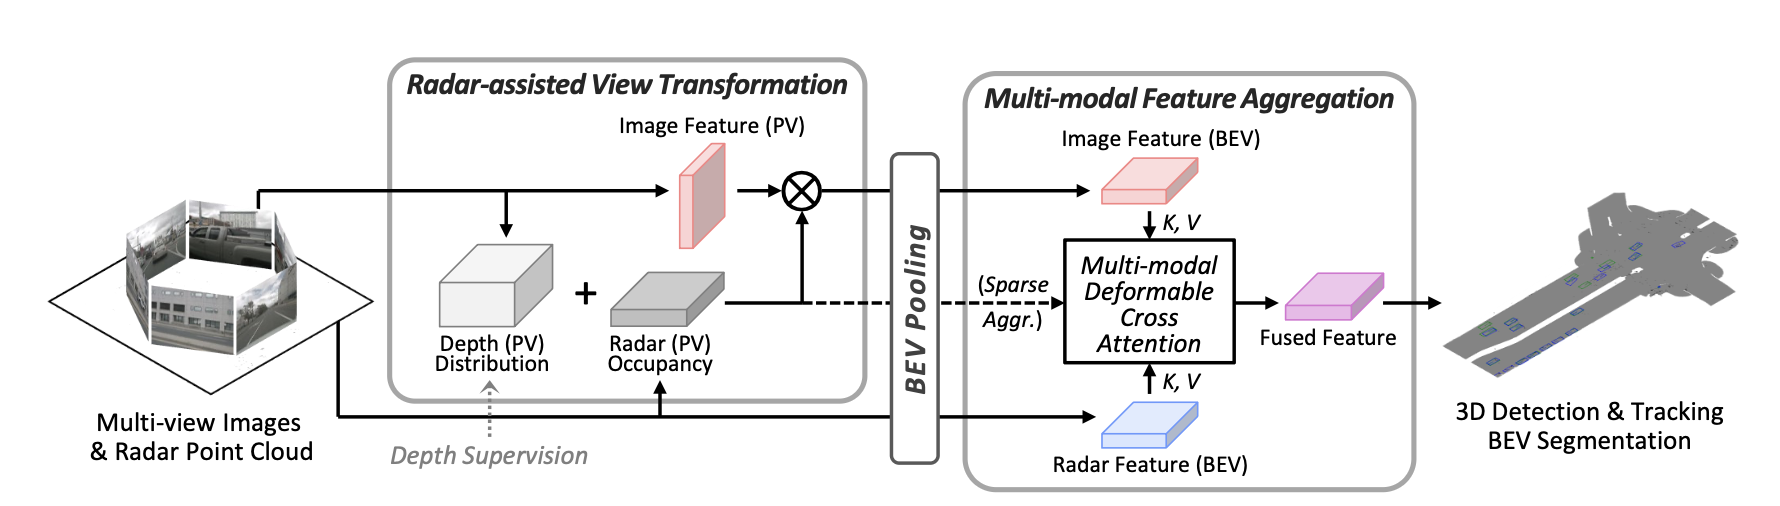 Radar-assisted View Transformation
Image Feature (PV)
Depth (PV)
Distribution
+
Radar (PV)
Occupancy
Depth Supervision
Multi-view Images
& Radar Point Cloud
BEV Pooling
Multi-modal Feature Aggregation
Image Feature (BEV)
K, V
(Sparse
Aggr.)
Multi-modal
Deformable
Cross
Attention
K, V
Radar Feature (BEV)
Fused Feature
3D Detection & Tracking
BEV Segmentation